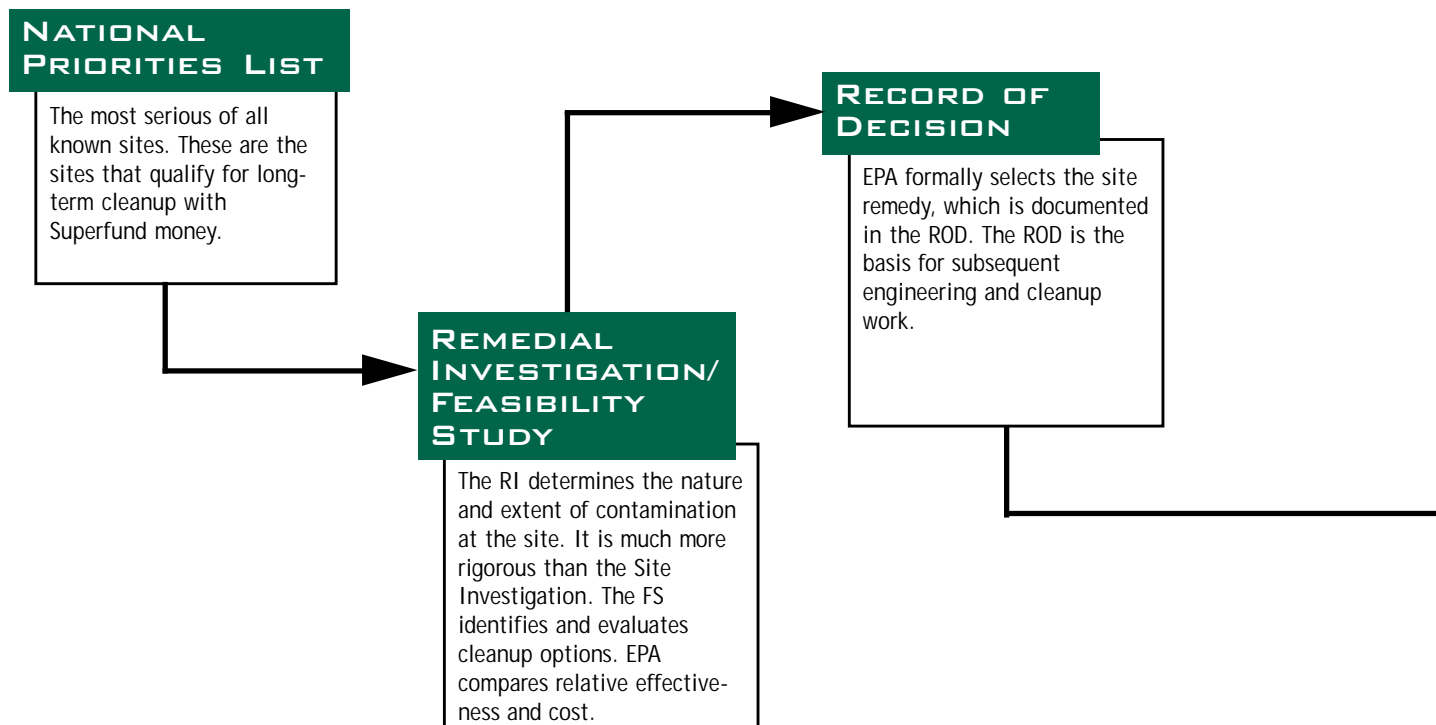 NATIONAL
PRIORITIES LIST
The most serious of all
known sites. These are the
sites that qualify for long-
term cleanup with
Superfund money.
REMEDIAL
INVESTIGATION/
FEASIBILITY
STUDY
The RI determines the nature
and extent of contamination
at the site. It is much more
rigorous than the Site
Investigation. The FS
identifies and evaluates
cleanup options. EPA
compares relative effective-
ness and cost.
RECORD OF
DECISION
EPA formally selects the site
remedy, which is documented
in the ROD. The ROD is the
basis for subsequent
engineering and cleanup
work.